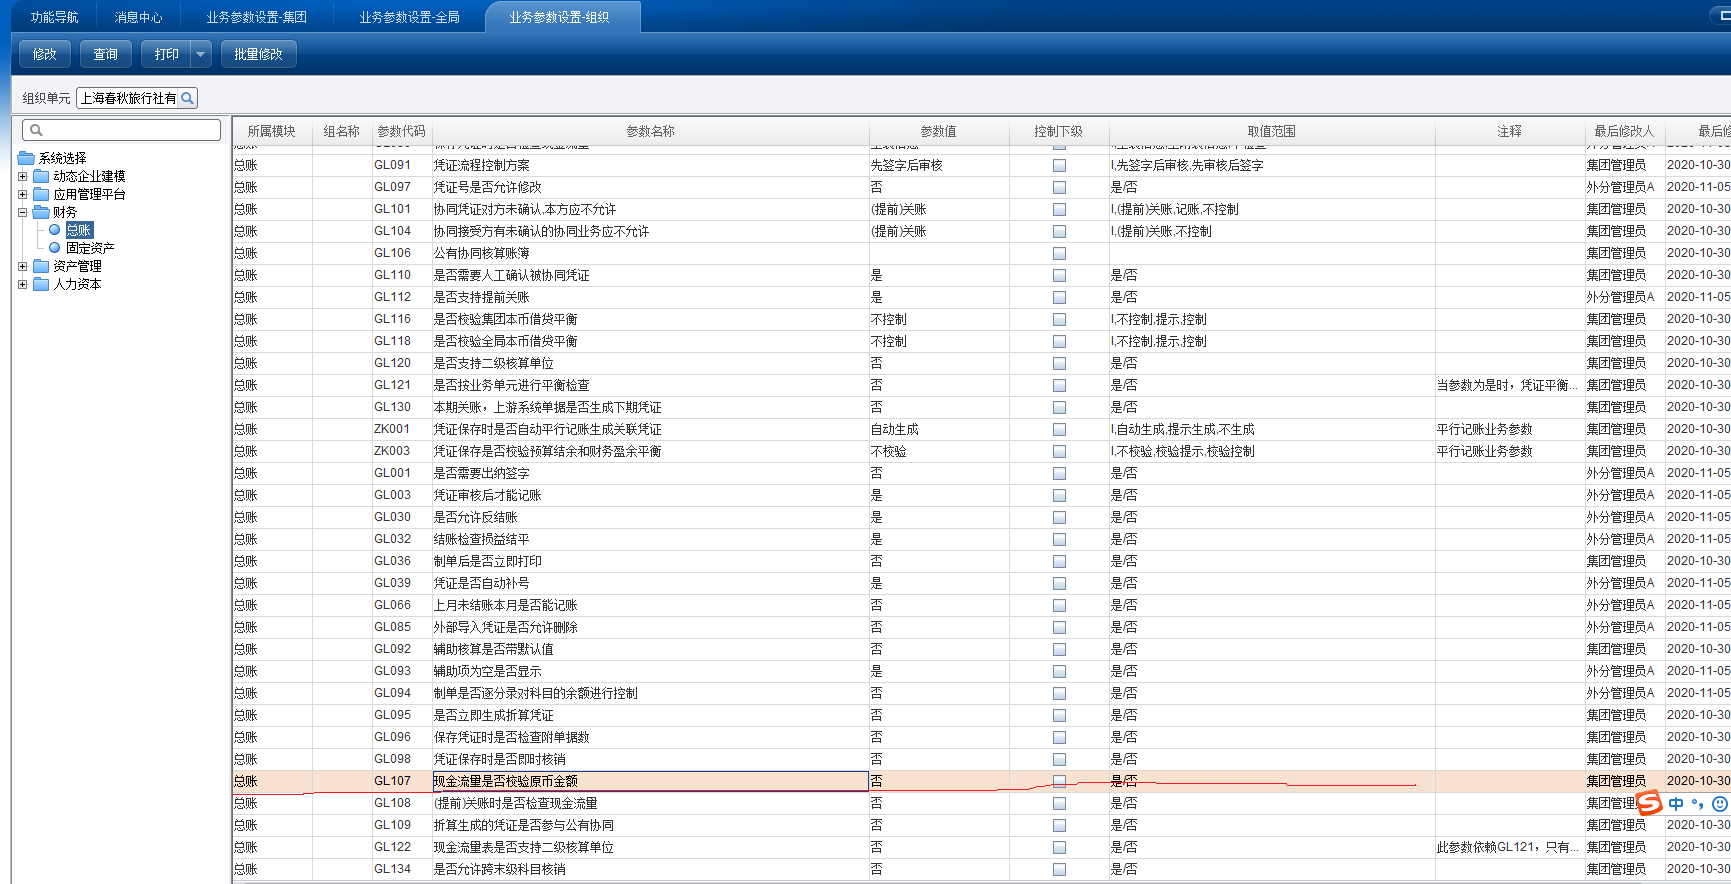 功能导航 消息中心 业务参数设置-集团 业务参数设置-全局 业务参数设置-组织
修改 查询 打印 批量修改
组织单元 上海春秋旅行社有
系统选择
动态企业建模
应用管理平台
财务
总账
固定资产
资产管理
人力资本
所属模块 组名称 参数代码 参数名称 参数值 控制下级 取值范围 注释 最后修改人 最后修
总账 GL091 凭证流程控制方案 先签字后审核 I,先签字后审核,先审核后签字 集团管理员 2020-10-30
总账 GL097 凭证号是否允许修改 否 是/否 外分管理员A 2020-11-05
总账 GL101 协同凭证对方未确认,本方应不允许 (提前)关账 I,(提前)关账,记账,不控制 集团管理员 2020-10-30
总账 GL104 协同接受方有未确认的协同业务应不允许 (提前)关账 I,(提前)关账,不控制 集团管理员 2020-10-30
总账 GL106 公有协同核算账簿 集团管理员 2020-10-30
总账 GL110 是否需要人工确认被协同凭证 是 是/否 集团管理员 2020-10-30
总账 GL112 是否支持提前关账 是 是/否 外分管理员A 2020-11-05
总账 GL116 是否校验集团本币借贷平衡 不控制 I,不控制,提示,控制 集团管理员 2020-10-30
总账 GL118 是否校验全局本币借贷平衡 不控制 I,不控制,提示,控制 集团管理员 2020-10-30
总账 GL120 是否支持二级核算单位 否 是/否 集团管理员 2020-10-30
总账 GL121 是否按业务单元进行平衡检查 否 是/否 当参数为是时，凭证平衡... 集团管理员 2020-10-30
总账 GL130 本期关账，上游系统单据是否生成下期凭证 否 是/否 集团管理员 2020-10-30
总账 ZK001 凭证保存时是否自动平行记账生成关联凭证 自动生成 I,自动生成,提示生成,不生成 平行记账业务参数 集团管理员 2020-10-30
总账 ZK003 凭证保存是否校验预算结余和财务盈余平衡 不校验 I,不校验,校验提示,校验控制 平行记账业务参数 集团管理员 2020-10-30
总账 GL001 是否需要出纳签字 否 是/否 外分管理员A 2020-11-05
总账 GL003 凭证审核后才能记账 是 是/否 外分管理员A 2020-11-05
总账 GL030 是否允许反结账 是 是/否 外分管理员A 2020-11-05
总账 GL032 结账检查损益结平 是 是/否 外分管理员A 2020-11-05
总账 GL036 制单后是否立即打印 否 是/否 集团管理员 2020-10-30
总账 GL039 凭证是否自动补号 是 是/否 外分管理员A 2020-11-05
总账 GL066 上月未结账本月是否能记账 否 是/否 外分管理员A 2020-11-05
总账 GL085 外部导入凭证是否允许删除 否 是/否 外分管理员A 2020-11-05
总账 GL092 辅助核算是否带默认值 否 是/否 集团管理员 2020-10-30
总账 GL093 辅助项为空是否显示 是 是/否 外分管理员A 2020-11-05
总账 GL094 制单是否逐分录对科目的余额进行控制 否 是/否 外分管理员A 2020-11-05
总账 GL095 是否立即生成折算凭证 否 是/否 集团管理员 2020-10-30
总账 GL096 保存凭证时是否检查附单据数 否 是/否 集团管理员 2020-10-30
总账 GL098 凭证保存时是否即时核销 否 是/否 集团管理员 2020-10-30
总账 GL107 现金流量是否校验原币金额 否 是/否 集团管理员 2020-10-30
总账 GL108 (提前)关账时是否检查现金流量 否 是/否 集团管理 中
总账 GL109 折算生成的凭证是否参与公有协同 否 是/否 集团管理员 2020-10-30
总账 GL122 现金流量表是否支持二级核算单位 否 是/否 此参数依赖GL121，只有... 集团管理员 2020-10-30
总账 GL134 是否允许跨末级科目核销 否 是/否 集团管理员 2020-10-30